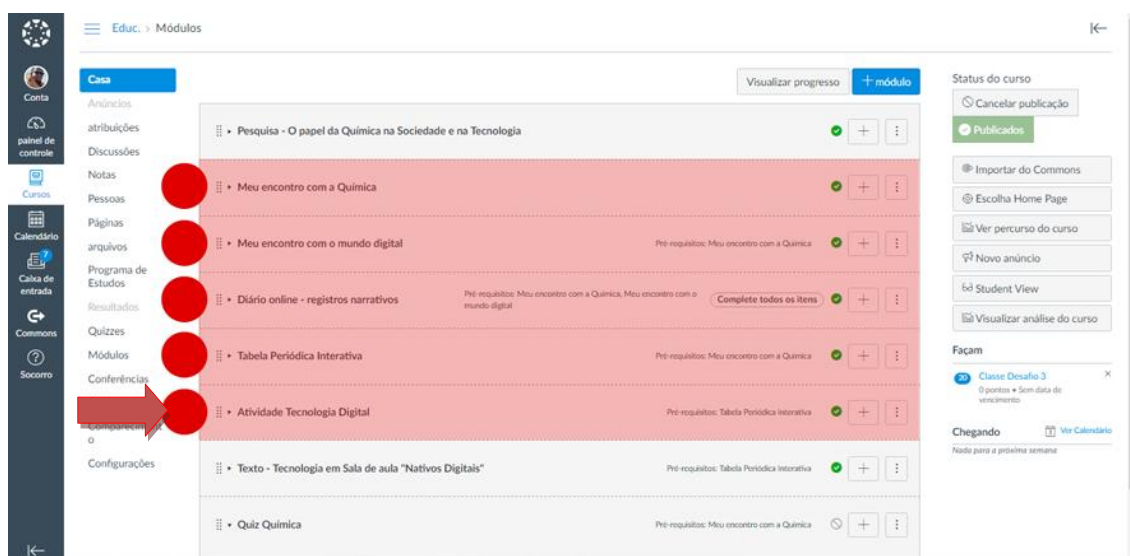 Educ. > Módulos
Conta
painel de
controle
Cursos
Calendário
7
Caixa de
entrada
Commons
Socorro
Casa
Anúncios
atribuições
Discussões
Notas
Pessoas
Páginas
arquivos
Programa de
Estudos
Resultados
Quizzes
Módulos
Conferências
o
Configurações
Visualizar progresso
+ módulo
Pesquisa - O papel da Química na Sociedade e na Tecnologia
Meu encontro com a Química
Meu encontro com o mundo digital
Pré-requisitos: Meu encontro com a Química
Diário online - registros narrativos
Pré-requisitos: Meu encontro com a Química, Meu encontro com o
mundo digital
Complete todos os itens
Tabela Periódica Interativa
Pré-requisitos: Meu encontro com a Química
Atividade Tecnologia Digital
Pré-requisitos: Tabela Periódica Interativa
Texto - Tecnologia em Sala de aula "Nativos Digitais"
Pré-requisitos: Tabela Periódica Interativa
Quiz Química
Pré-requisitos: Meu encontro com a Química
Status do curso
Cancelar publicação
Publicados
Importar do Commons
Escolha Home Page
Ver percurso do curso
Novo anúncio
Student View
Visualizar análise do curso
Façam
20 Classe Desafio 3
0 pontos • Sem data de
vencimento
Chegando
Ver Calendário
Nada para a próxima semana